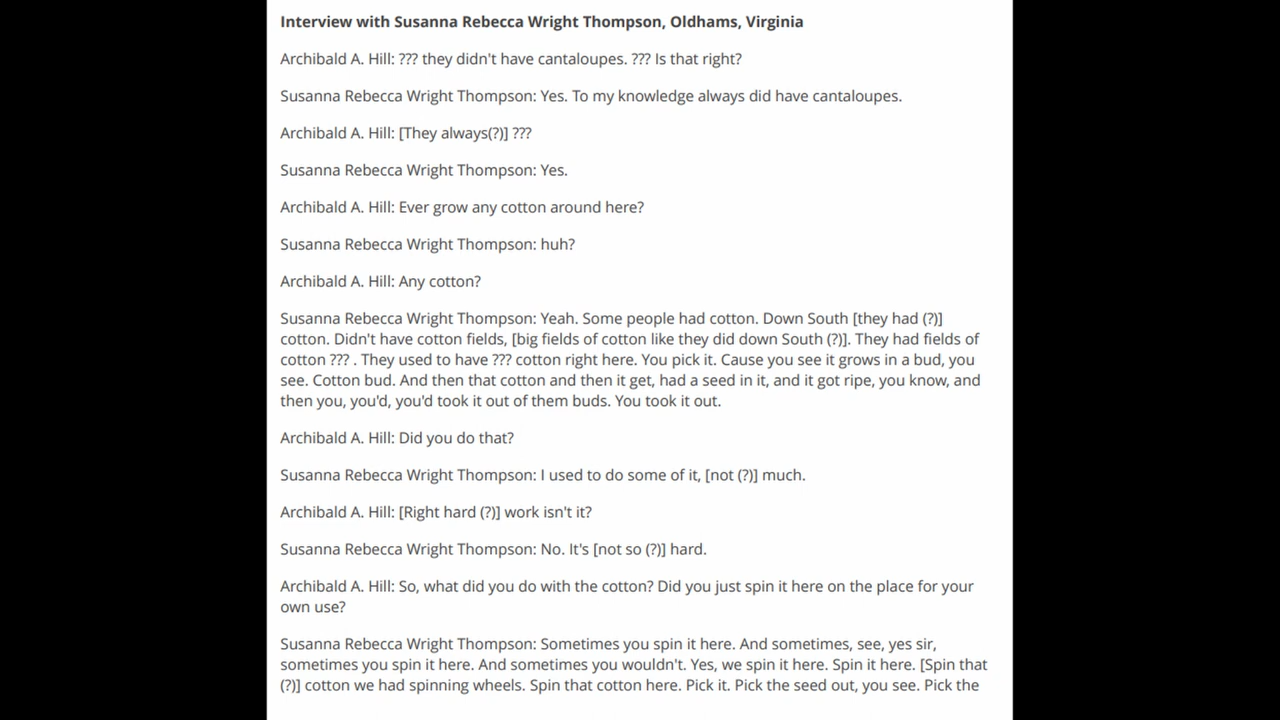 Interview with Susanna Rebecca Wright Thompson, Oldhams, Virginia
Archibald A. Hill: ??? they didn't have cantaloupes. ??? Is that right?
Susanna Rebecca Wright Thompson: Yes. To my knowledge always did have cantaloupes.
Archibald A. Hill: [They always(?)] ???
Susanna Rebecca Wright Thompson: Yes.
Archibald A. Hill: Ever grow any cotton around here?
Susanna Rebecca Wright Thompson: huh?
Archibald A. Hill: Any cotton?
Susanna Rebecca Wright Thompson: Yeah. Some people had cotton. Down South [they had (?)]
cotton. Didn't have cotton fields, [big fields of cotton like they did down South (?)]. They had fields of
cotton ??? . They used to have ??? cotton right here. You pick it. Cause you see it grows in a bud, you
see. Cotton bud. And then that cotton and then it get, had a seed in it, and it got ripe, you know, and
then you, you'd, you'd took it out of them buds. You took it out.
Archibald A. Hill: Did you do that?
Susanna Rebecca Wright Thompson: I used to do some of it, [not (?)] much.
Archibald A. Hill: [Right hard (?)] work isn't it?
Susanna Rebecca Wright Thompson: No. It's [not so (?)] hard.
Archibald A. Hill: So, what did you do with the cotton? Did you just spin it here on the place for your
own use?
Susanna Rebecca Wright Thompson: Sometimes you spin it here. And sometimes, see, yes sir,
sometimes you spin it here. And sometimes you wouldn't. Yes, we spin it here. Spin it here. [Spin that
(?)] cotton we had spinning wheels. Spin that cotton here. Pick it. Pick the seed out, you see. Pick the